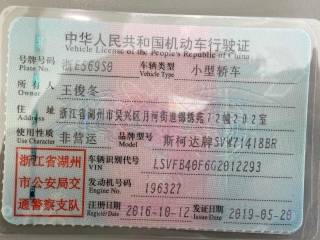 中华人民共和国机动车行驶证
Vehicle License of the People's Republic of China
号牌号码 浙E569S0 车辆类型 小型轿车
Plate No. Vehicle Type
所有人 王俊冬
Owner
住址 浙江省湖州市吴兴区月河街道锦绣苑72幢202室
Address
使用性质 非营运 品牌型号 斯柯达牌SVW71418BR
Use Character Model
浙江省湖州
市公安局交
通警察支队
车辆识别代号 LSVFB40F6G2012293
VIN
发动机号码 196327
Engine No.
注册日期 2016-10-12 发证日期 2019-05-20
Register Date Issue Date